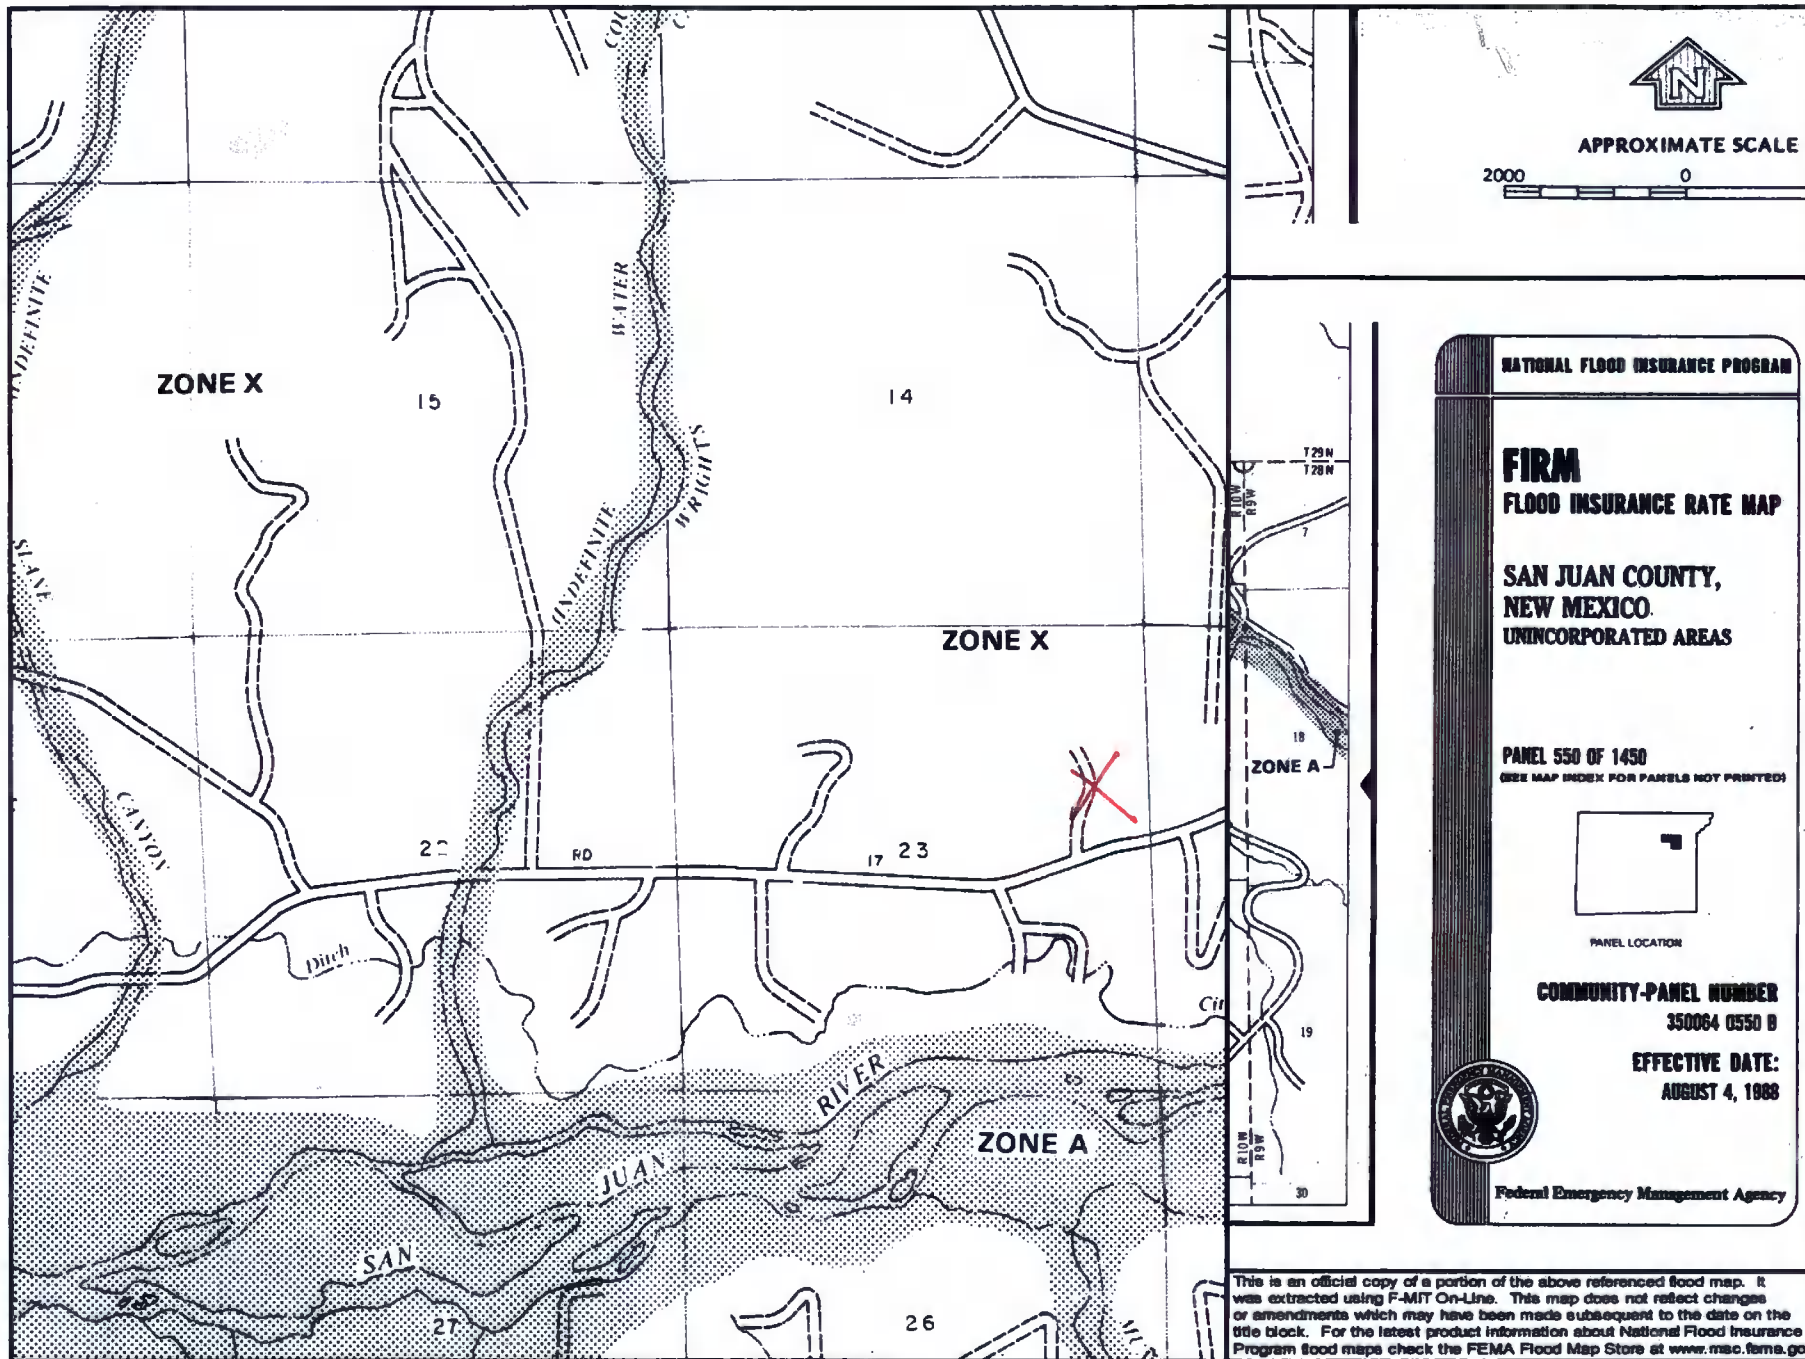 N
APPROXIMATE SCALE
2000 0
NATIONAL FLOOD INSURANCE PROGRAM
FIRM
FLOOD INSURANCE RATE MAP
SAN JUAN COUNTY,
NEW MEXICO
UNINCORPORATED AREAS
PANEL 550 OF 1450
(SEE MAP INDEX FOR PANELS NOT PRINTED)
PANEL LOCATION
COMMUNITY-PANEL NUMBER
350064 0550 B
EFFECTIVE DATE:
AUGUST 4, 1988
Federal Emergency Management Agency
This is an official copy of a portion of the above referenced flood map. It
was extracted using F-MIT On-Line. This map does not reflect changes
or amendments which may have been made subsequent to the date on the
title block. For the latest product information about National Flood Insurance
Program flood maps check the FEMA Flood Map Store at www.msc.fema.go
ZONE X
15
14
WATER
WRIGHTS
INDEFINITE
INDEFINITE
SLANE
CANYON
ZONE X
22
RD
17
23
Ditch
RIVER
JUAN
SAN
ZONE A
27
26
T29N
T28N
R10W
R9W
7
18
ZONE A
19
R10W
R9W
30